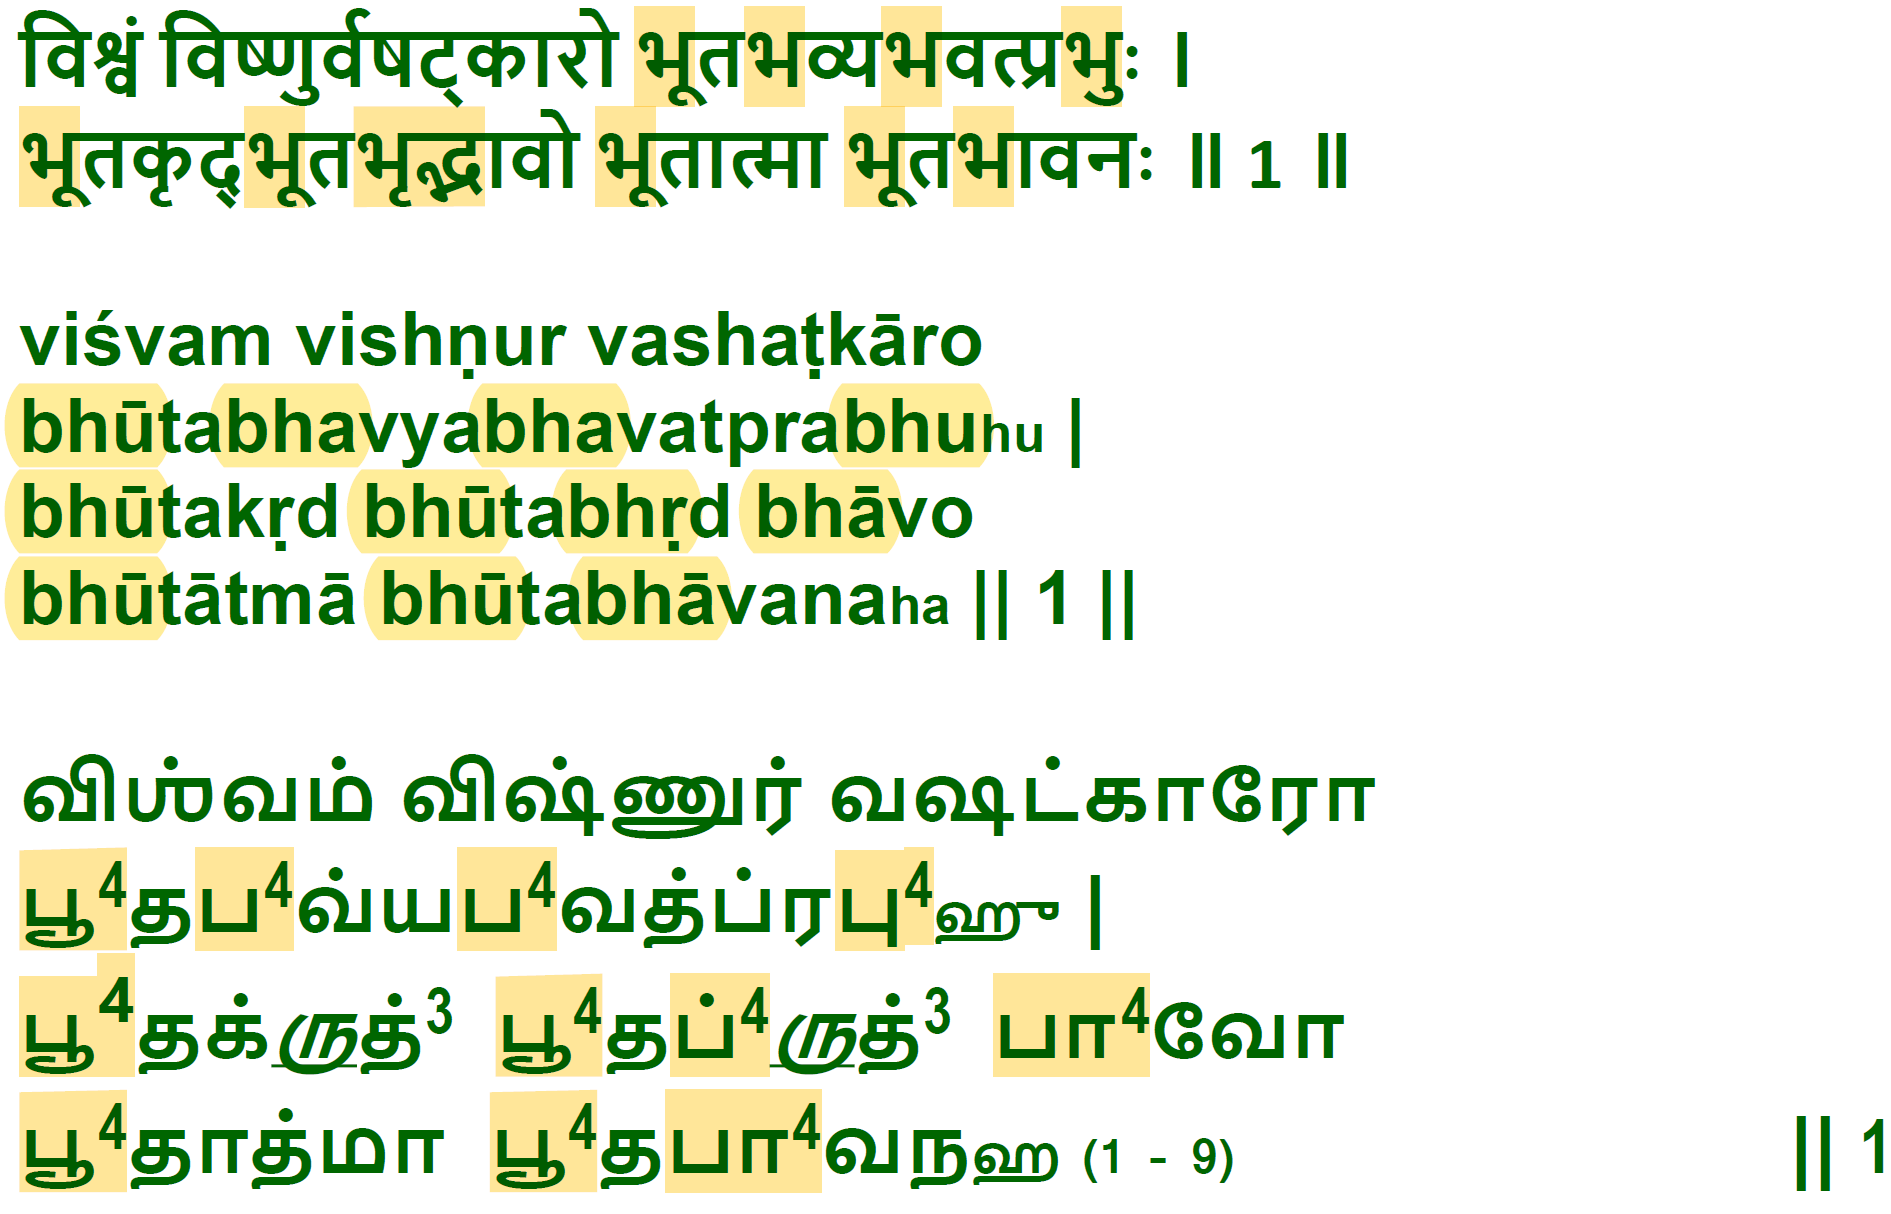 विश्वं विष्णुर्वषट्कारो भूतभव्यभवत्प्रभुः ।
भूतकृद्भूतभृद्भावो भूतात्मा भूतभावनः ॥ 1 ॥
viśvam vishṇur vashaṭkāro
bhūtabhavyabhavatprabhuhu |
bhūtakṛd bhūtabhṛd bhāvo
bhūtātmā bhūtabhāvanaha || 1 ||
விஶ்வம் விஷ்ணுர் வஷட்காரோ
பூ⁴தப⁴வ்யப⁴வத்ப்ரபு⁴ஹு |
பூ⁴தக்ருத்³ பூ⁴தப்⁴ருத்³ பா⁴வோ
பூ⁴தாத்மா பூ⁴தபா⁴வநஹ (1 - 9) || 1